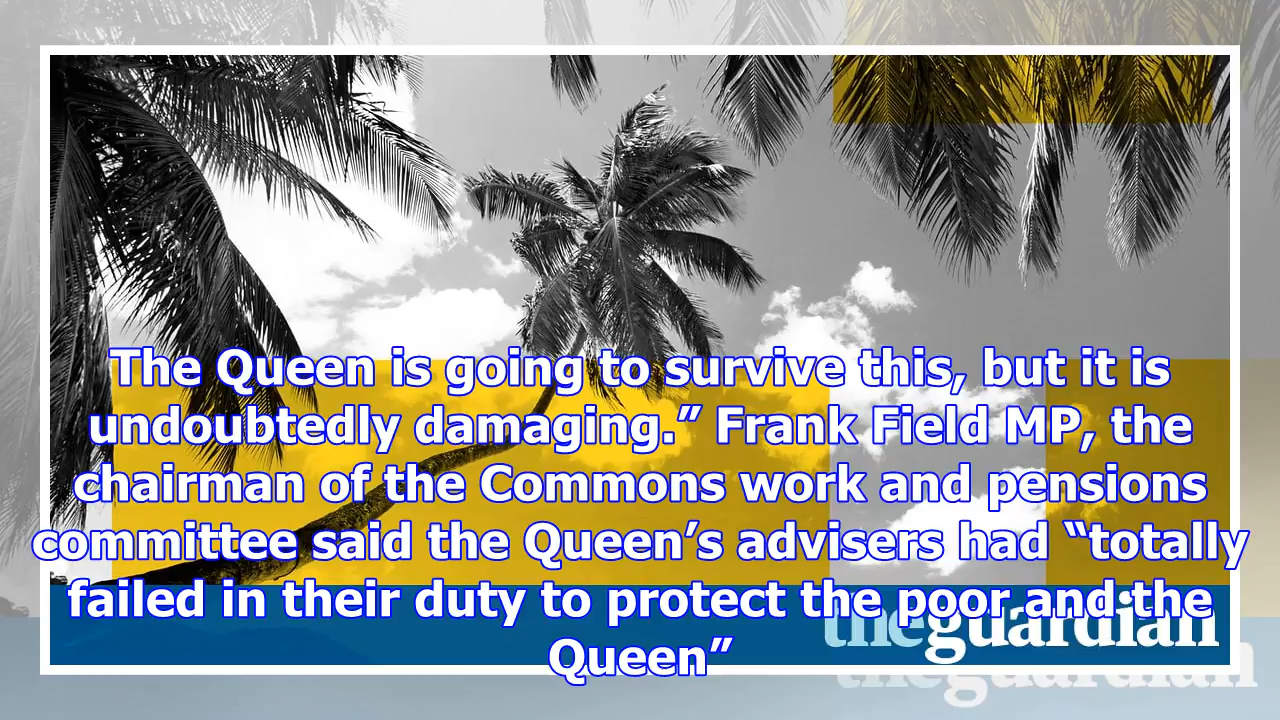 The Queen is going to survive this, but it is
undoubtedly damaging.” Frank Field MP, the
chairman of the Commons work and pensions
committee said the Queen’s advisers had “totally
failed in their duty to protect the poor and the
Queen”
theguardian
theguardian